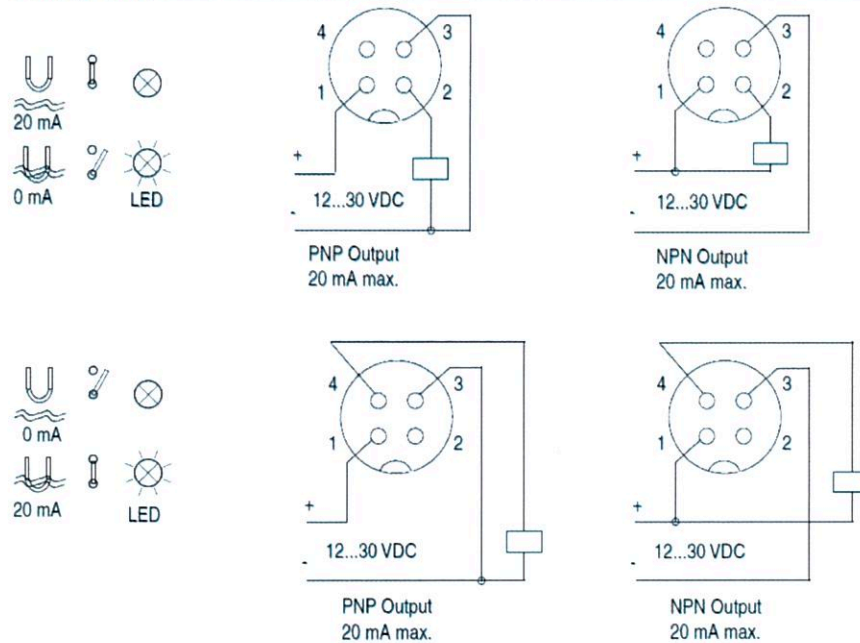 4 3
1 2
20 mA
0 mA
LED
+
-
12...30 VDC
PNP Output
20 mA max.
4 3
1 2
+
-
12...30 VDC
NPN Output
20 mA max.
0 mA
20 mA
LED
4 3
1 2
+
-
12...30 VDC
PNP Output
20 mA max.
4 3
1 2
+
-
12...30 VDC
NPN Output
20 mA max.